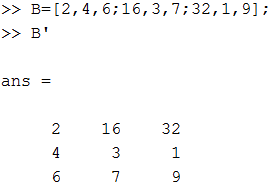 >> B=[2,4,6;16,3,7;32,1,9];
>> B'
ans =
2 16 32
4 3 1
6 7 9